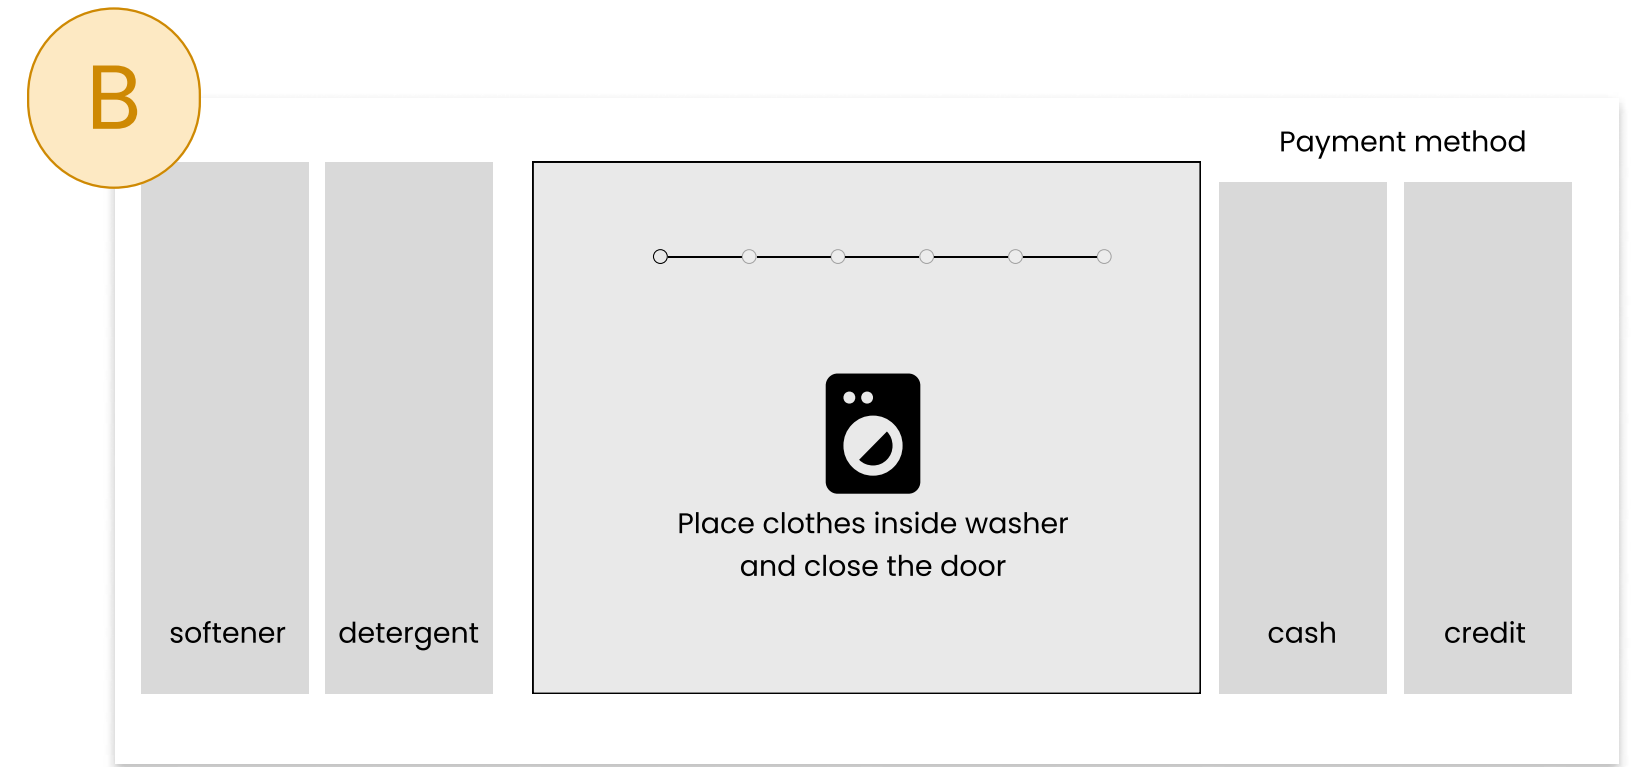 B
Payment method
Place clothes inside washer
and close the door
softener
detergent
cash
credit